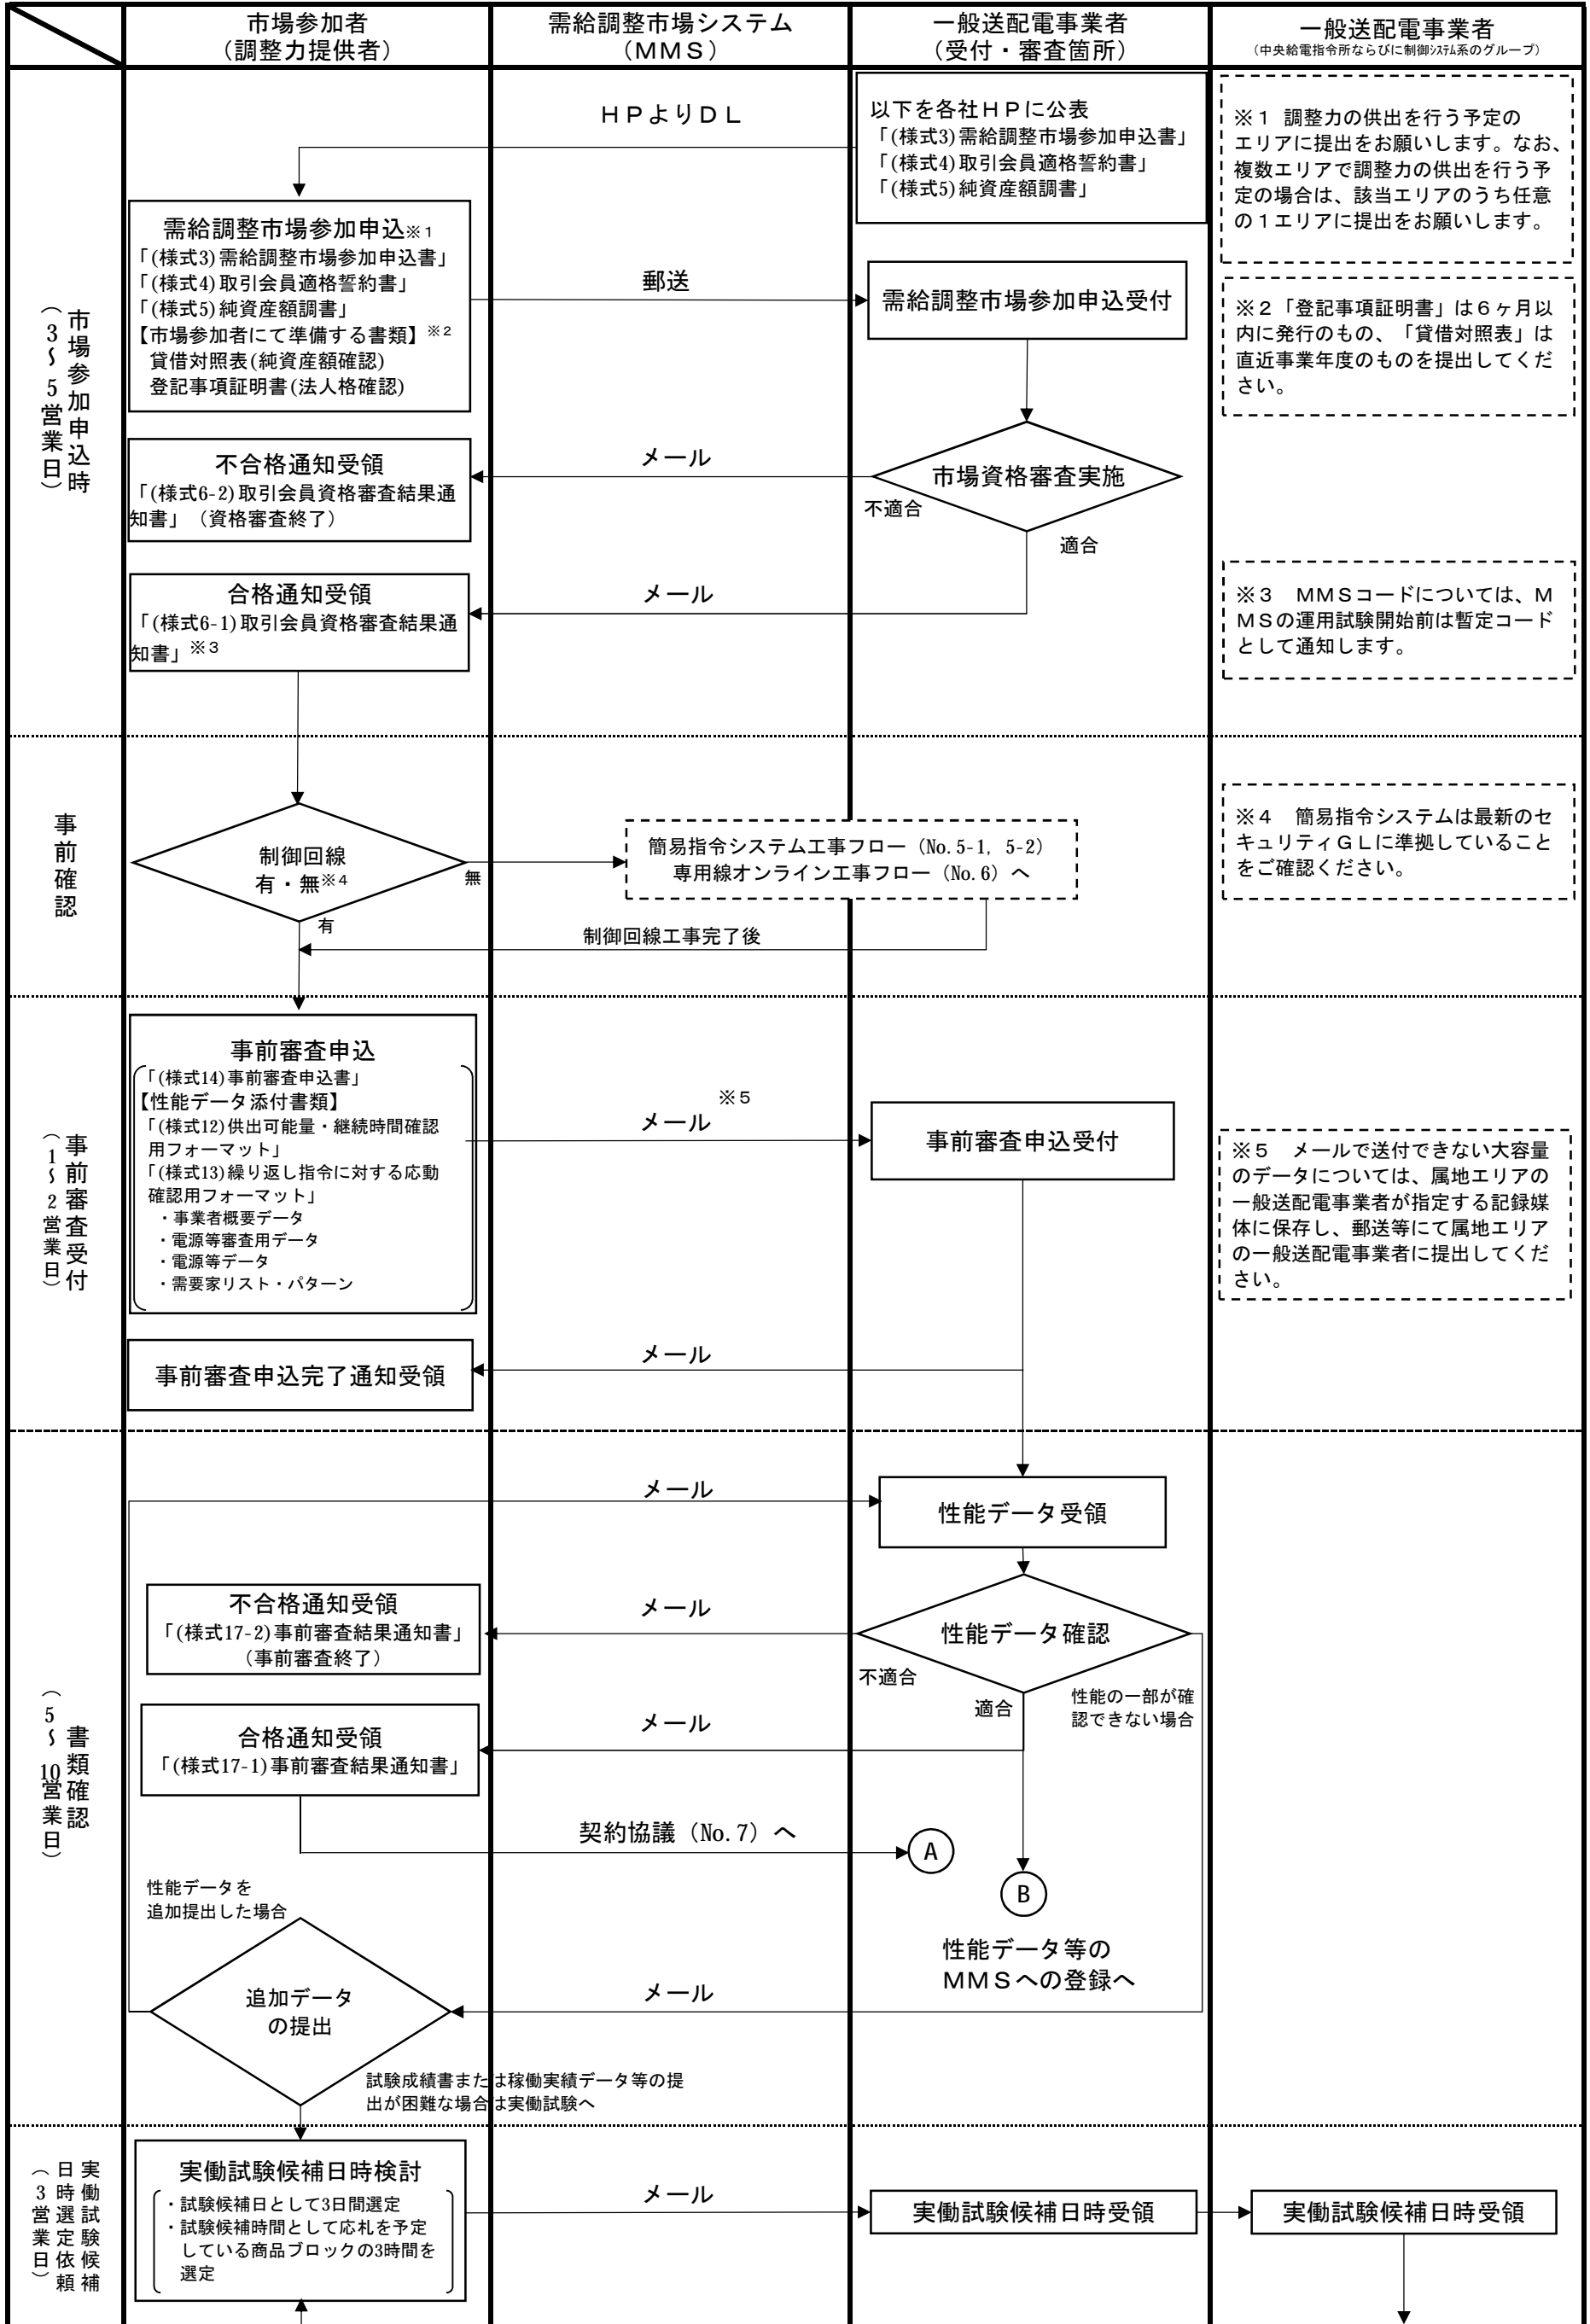 市場参加者
(調整力提供者)
需給調整市場システム
(MMS)
一般送配電事業者
(受付・審査箇所)
一般送配電事業者
(中央給電指令所ならびに制御ｼｽﾃﾑ系のグループ)
市場参加申込時
(3~5営業日)
HPよりDL
以下を各社HPに公表
「(様式3)需給調整市場参加申込書」
「(様式4)取引会員適格誓約書」
「(様式5)純資産額調書」
※1 調整力の供出を行う予定の
エリアに提出をお願いします。なお、
複数エリアで調整力の供出を行う予
定の場合は、該当エリアのうち任意
の1エリアに提出をお願いします。
需給調整市場参加申込※1
「(様式3)需給調整市場参加申込書」
「(様式4)取引会員適格誓約書」
「(様式5)純資産額調書」
【市場参加者にて準備する書類】※2
貸借対照表(純資産額確認)
登記事項証明書(法人格確認)
郵送
需給調整市場参加申込受付
※2「登記事項証明書」は6ヶ月以
内に発行のもの、「貸借対照表」は
直近事業年度のものを提出してくだ
さい。
不合格通知受領
「(様式6-2)取引会員資格審査結果通
知書」(資格審査終了)
メール
市場資格審査実施
不適合
適合
合格通知受領
「(様式6-1)取引会員資格審査結果通
知書」※3
メール
※3 MMSコードについては、M
MSの運用試験開始前は暫定コード
として通知します。
事前確認
制御回線
有・無※4
無
有
簡易指令システム工事フロー(No.5-1, 5-2)
専用線オンライン工事フロー(No.6)へ
制御回線工事完了後
※4 簡易指令システムは最新のセ
キュリティGLに準拠していること
をご確認ください。
事前審査受付
(1~2営業日)
事前審査申込
「(様式14)事前審査申込書」
【性能データ添付書類】
「(様式12)供出可能量・継続時間確認
用フォーマット」
「(様式13)繰り返し指令に対する応動
確認用フォーマット」
・事業者概要データ
・電源等審査用データ
・電源等データ
・需要家リスト・パターン
※5
メール
事前審査申込受付
※5 メールで送付できない大容量
のデータについては、属地エリアの
一般送配電事業者が指定する記録媒
体に保存し、郵送等にて属地エリア
の一般送配電事業者に提出してくだ
さい。
事前審査申込完了通知受領
メール
書類確認
(5~10営業日)
メール
性能データ受領
不合格通知受領
「(様式17-2)事前審査結果通知書」
(事前審査終了)
メール
性能データ確認
不適合
適合
性能の一部が確
認できない場合
合格通知受領
「(様式17-1)事前審査結果通知書」
メール
契約協議(No.7)へ
A
B
性能データ等の
MMSへの登録へ
性能データを
追加提出した場合
追加データ
の提出
メール
試験成績書または稼働実績データ等の提
出が困難な場合は実働試験へ
実働試験候補
日時選定依頼
(3営業日)
実働試験候補日時検討
・試験候補日として3日間選定
・試験候補時間として応札を予定
している商品ブロックの3時間を
選定
メール
実働試験候補日時受領
実働試験候補日時受領